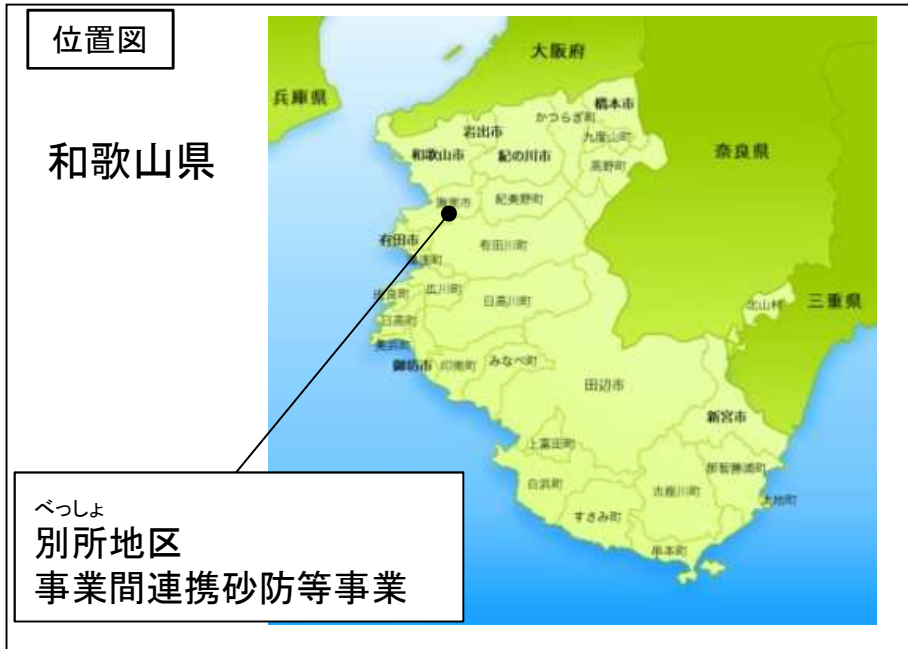 位置図
大阪府
兵庫県
橋本市
かつらぎ町
岩出市
九度山町
和歌山県
和歌山市
紀の川市
奈良県
高野町
海南市
紀美野町
有田市
有田川町
湯浅町
由良町
広川町
日高川町
北山村
三重県
日高町
美浜町
御坊市
印南町
みなべ町
田辺市
新宮市
上富田町
那智勝浦町
白浜町
古座川町
太地町
すさみ町
串本町
べっしょ
別所地区
事業間連携砂防等事業